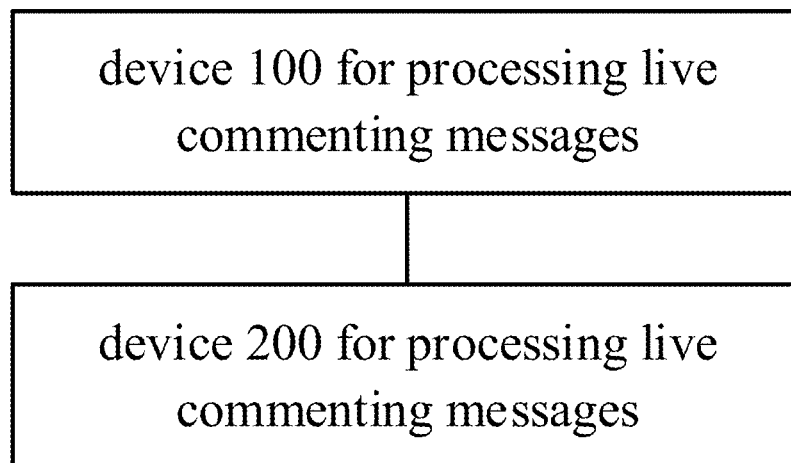 device 100 for processing live
commenting messages
device 200 for processing live
commenting messages